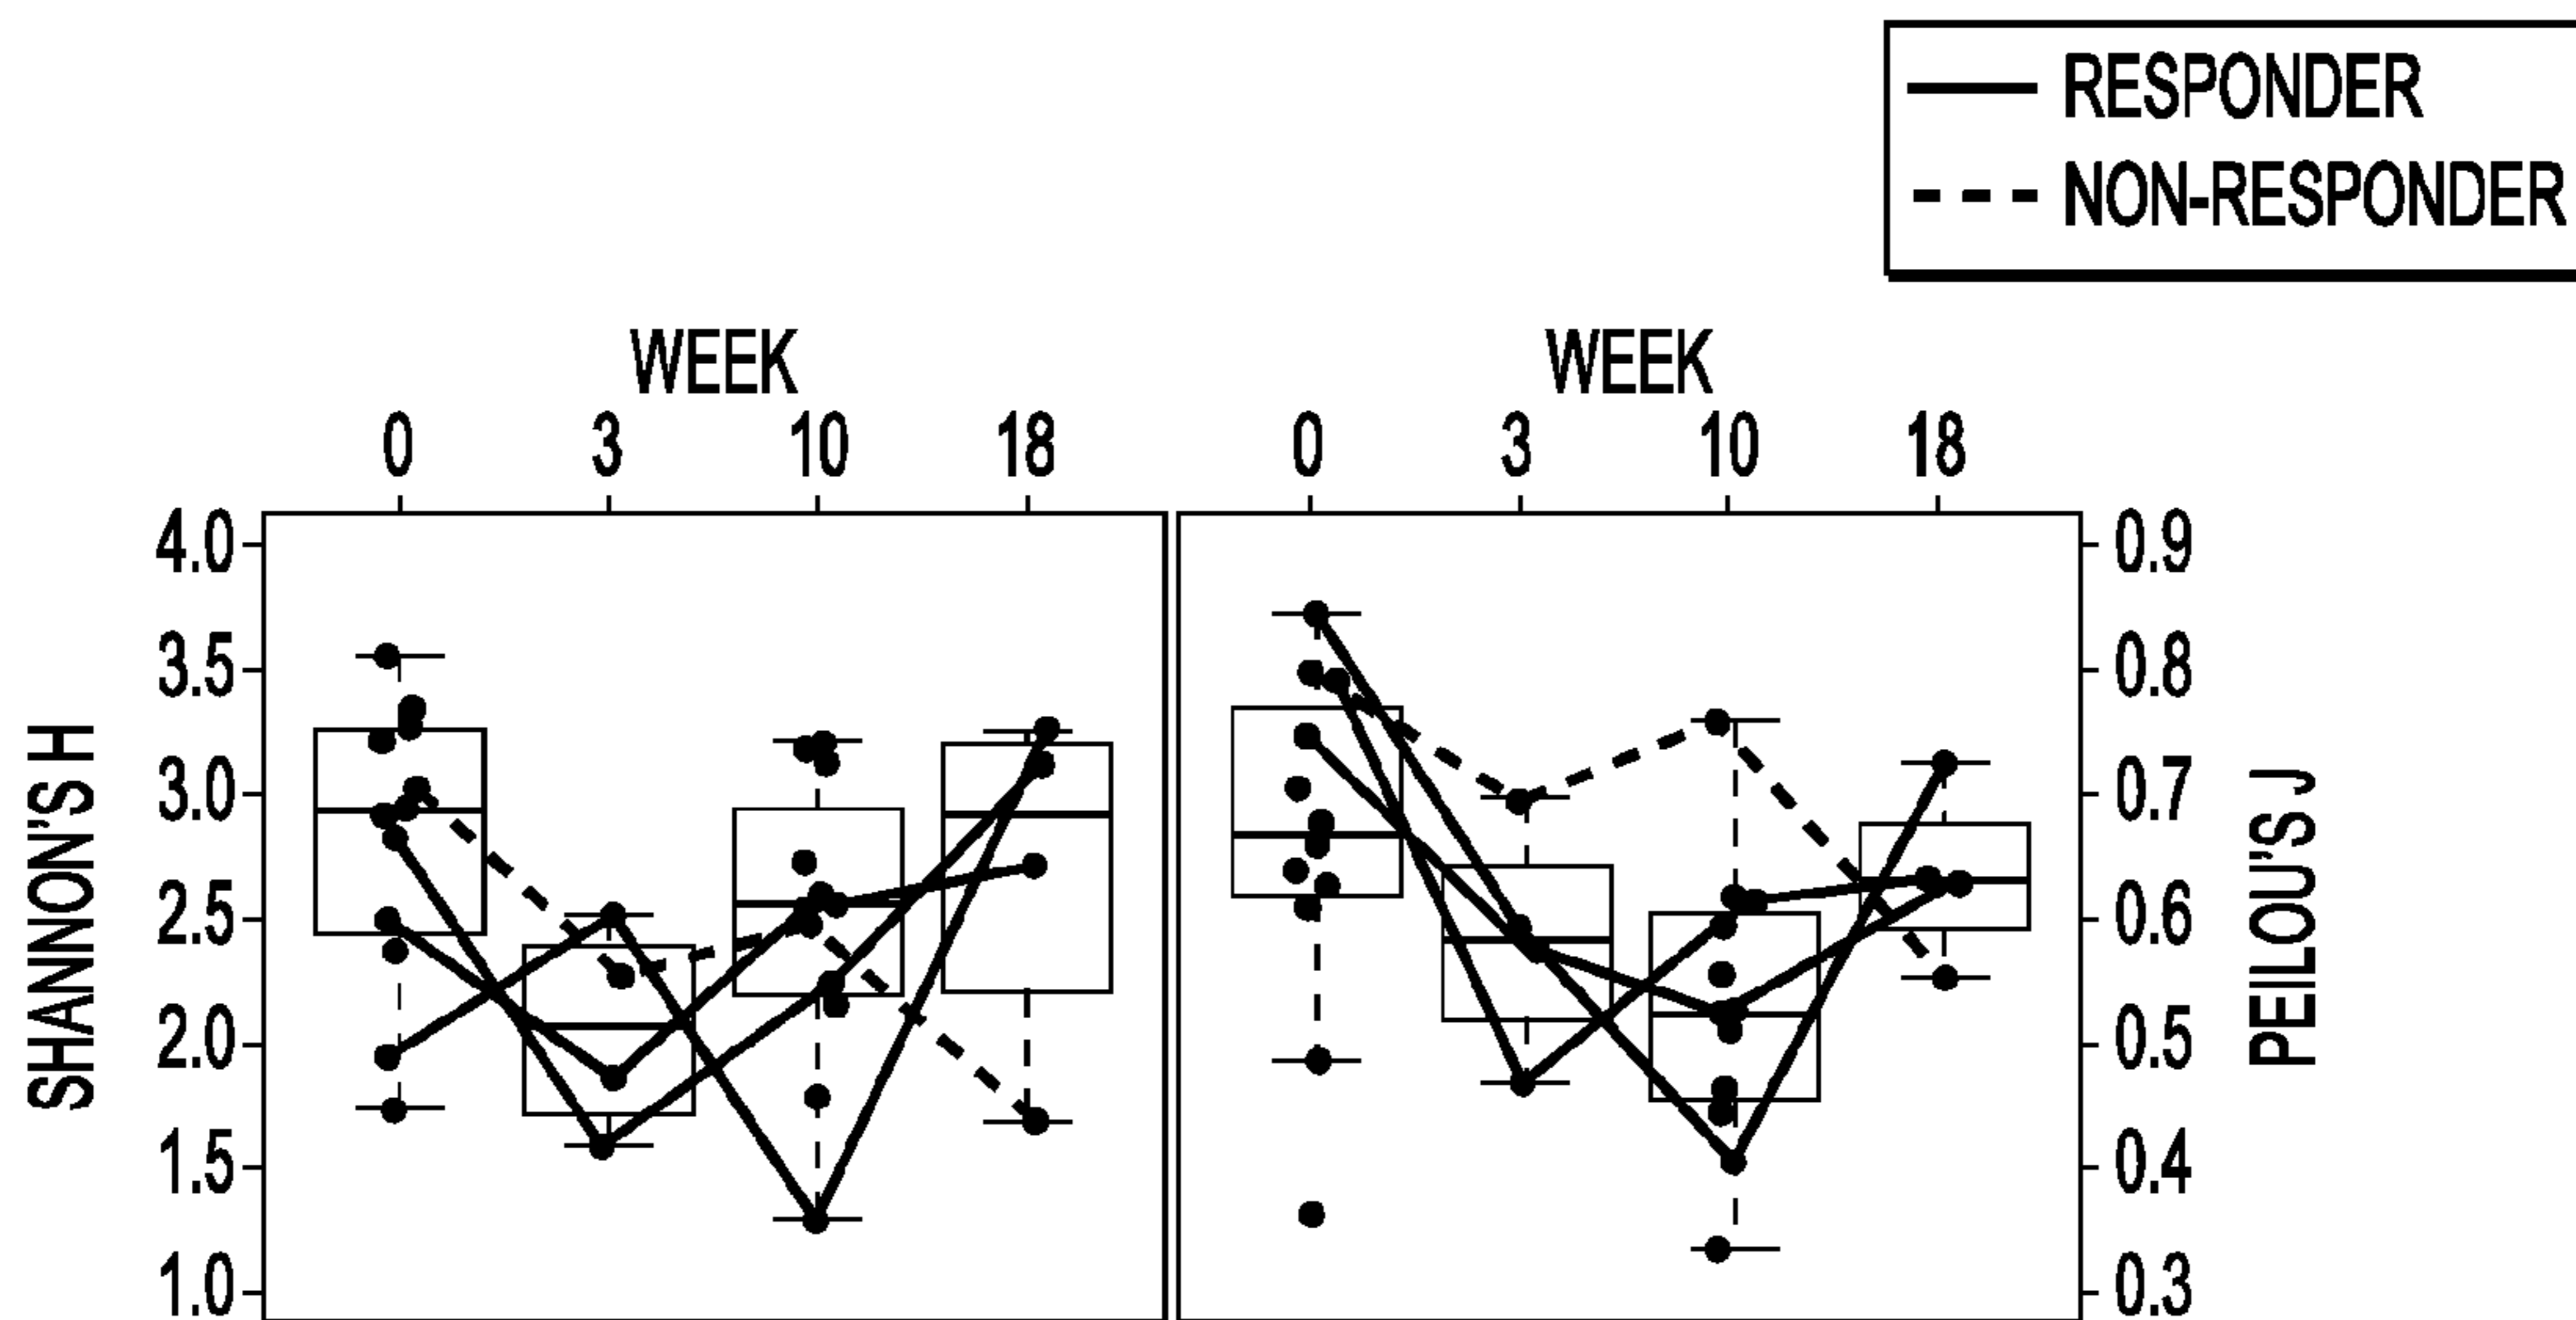 RESPONDER
NON-RESPONDER
WEEK
0 3 10 18
WEEK
0 3 10 18
SHANNON'S H
4.0
3.5
3.0
2.5
2.0
1.5
1.0
0.9
0.8
0.7
0.6
0.5
0.4
0.3
PEILOU'S J